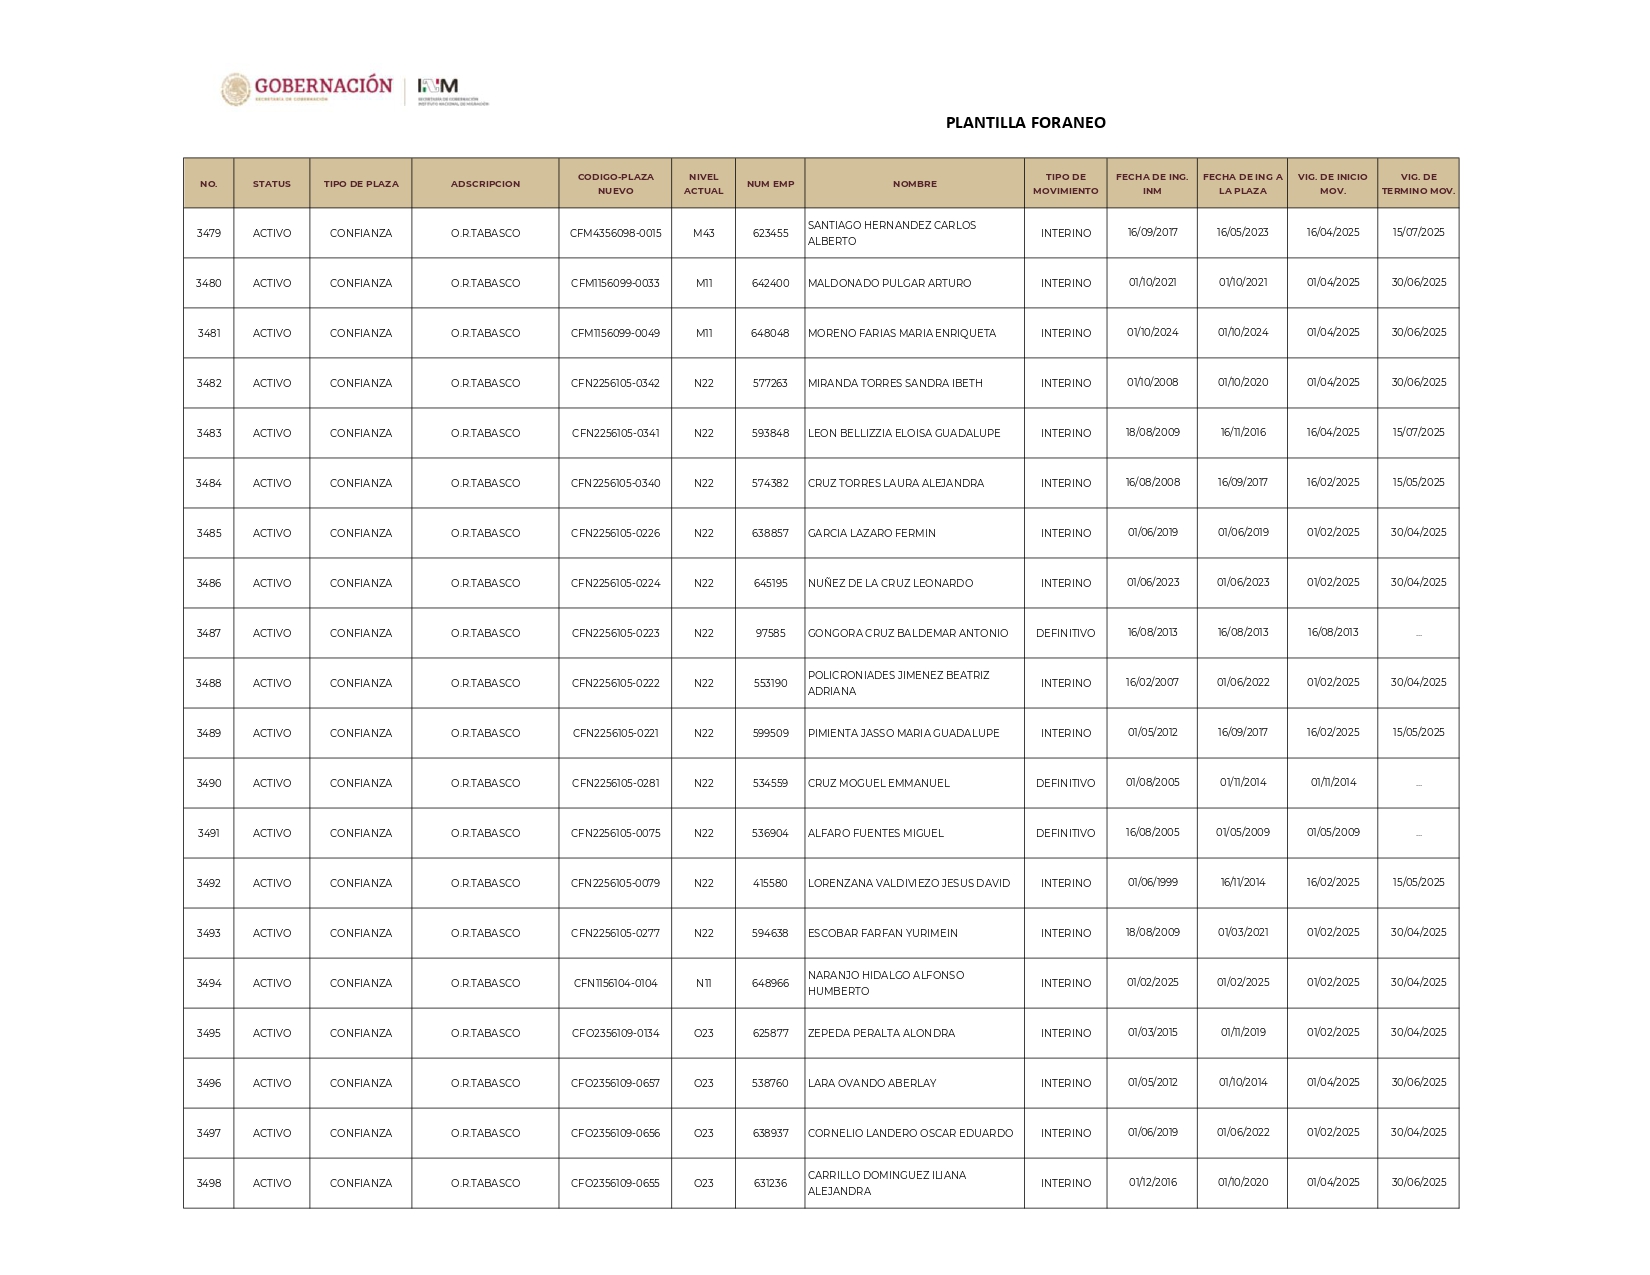 GOBERNACIÓN
SECRETARÍA DE GOBERNACIÓN
INM
SECRETARÍA DE GOBERNACIÓN
INSTITUTO NACIONAL DE MIGRACIÓN
PLANTILLA FORANEO
NO. STATUS TIPO DE PLAZA ADSCRIPCION CODIGO-PLAZA NUEVO NIVEL ACTUAL NUM EMP NOMBRE TIPO DE MOVIMIENTO FECHA DE ING. INM FECHA DE ING A LA PLAZA VIG. DE INICIO MOV. VIG. DE TERMINO MOV.
3479 ACTIVO CONFIANZA O.R.TABASCO CFM4356098-0015 M43 623455 SANTIAGO HERNANDEZ CARLOS ALBERTO INTERINO 16/09/2017 16/05/2023 16/04/2025 15/07/2025
3480 ACTIVO CONFIANZA O.R.TABASCO CFM1156099-0033 M11 642400 MALDONADO PULGAR ARTURO INTERINO 01/10/2021 01/10/2021 01/04/2025 30/06/2025
3481 ACTIVO CONFIANZA O.R.TABASCO CFM1156099-0049 M11 648048 MORENO FARIAS MARIA ENRIQUETA INTERINO 01/10/2024 01/10/2024 01/04/2025 30/06/2025
3482 ACTIVO CONFIANZA O.R.TABASCO CFN2256105-0342 N22 577263 MIRANDA TORRES SANDRA IBETH INTERINO 01/10/2008 01/10/2020 01/04/2025 30/06/2025
3483 ACTIVO CONFIANZA O.R.TABASCO CFN2256105-0341 N22 593848 LEON BELLIZZIA ELOISA GUADALUPE INTERINO 18/08/2009 16/11/2016 16/04/2025 15/07/2025
3484 ACTIVO CONFIANZA O.R.TABASCO CFN2256105-0340 N22 574382 CRUZ TORRES LAURA ALEJANDRA INTERINO 16/08/2008 16/09/2017 16/02/2025 15/05/2025
3485 ACTIVO CONFIANZA O.R.TABASCO CFN2256105-0226 N22 638857 GARCIA LAZARO FERMIN INTERINO 01/06/2019 01/06/2019 01/02/2025 30/04/2025
3486 ACTIVO CONFIANZA O.R.TABASCO CFN2256105-0224 N22 645195 NUÑEZ DE LA CRUZ LEONARDO INTERINO 01/06/2023 01/06/2023 01/02/2025 30/04/2025
3487 ACTIVO CONFIANZA O.R.TABASCO CFN2256105-0223 N22 97585 GONGORA CRUZ BALDEMAR ANTONIO DEFINITIVO 16/08/2013 16/08/2013 16/08/2013 ...
3488 ACTIVO CONFIANZA O.R.TABASCO CFN2256105-0222 N22 553190 POLICRONIADES JIMENEZ BEATRIZ ADRIANA INTERINO 16/02/2007 01/06/2022 01/02/2025 30/04/2025
3489 ACTIVO CONFIANZA O.R.TABASCO CFN2256105-0221 N22 599509 PIMIENTA JASSO MARIA GUADALUPE INTERINO 01/05/2012 16/09/2017 16/02/2025 15/05/2025
3490 ACTIVO CONFIANZA O.R.TABASCO CFN2256105-0281 N22 534559 CRUZ MOGUEL EMMANUEL DEFINITIVO 01/08/2005 01/11/2014 01/11/2014 ...
3491 ACTIVO CONFIANZA O.R.TABASCO CFN2256105-0075 N22 536904 ALFARO FUENTES MIGUEL DEFINITIVO 16/08/2005 01/05/2009 01/05/2009 ...
3492 ACTIVO CONFIANZA O.R.TABASCO CFN2256105-0079 N22 415580 LORENZANA VALDIVIEZO JESUS DAVID INTERINO 01/06/1999 16/11/2014 16/02/2025 15/05/2025
3493 ACTIVO CONFIANZA O.R.TABASCO CFN2256105-0277 N22 594638 ESCOBAR FARFAN YURIMEIN INTERINO 18/08/2009 01/03/2021 01/02/2025 30/04/2025
3494 ACTIVO CONFIANZA O.R.TABASCO CFN1156104-0104 N11 648966 NARANJO HIDALGO ALFONSO HUMBERTO INTERINO 01/02/2025 01/02/2025 01/02/2025 30/04/2025
3495 ACTIVO CONFIANZA O.R.TABASCO CFO2356109-0134 O23 625877 ZEPEDA PERALTA ALONDRA INTERINO 01/03/2015 01/11/2019 01/02/2025 30/04/2025
3496 ACTIVO CONFIANZA O.R.TABASCO CFO2356109-0657 O23 538760 LARA OVANDO ABERLAY INTERINO 01/05/2012 01/10/2014 01/04/2025 30/06/2025
3497 ACTIVO CONFIANZA O.R.TABASCO CFO2356109-0656 O23 638937 CORNELIO LANDERO OSCAR EDUARDO INTERINO 01/06/2019 01/06/2022 01/02/2025 30/04/2025
3498 ACTIVO CONFIANZA O.R.TABASCO CFO2356109-0655 O23 631236 CARRILLO DOMINGUEZ ILIANA ALEJANDRA INTERINO 01/12/2016 01/10/2020 01/04/2025 30/06/2025